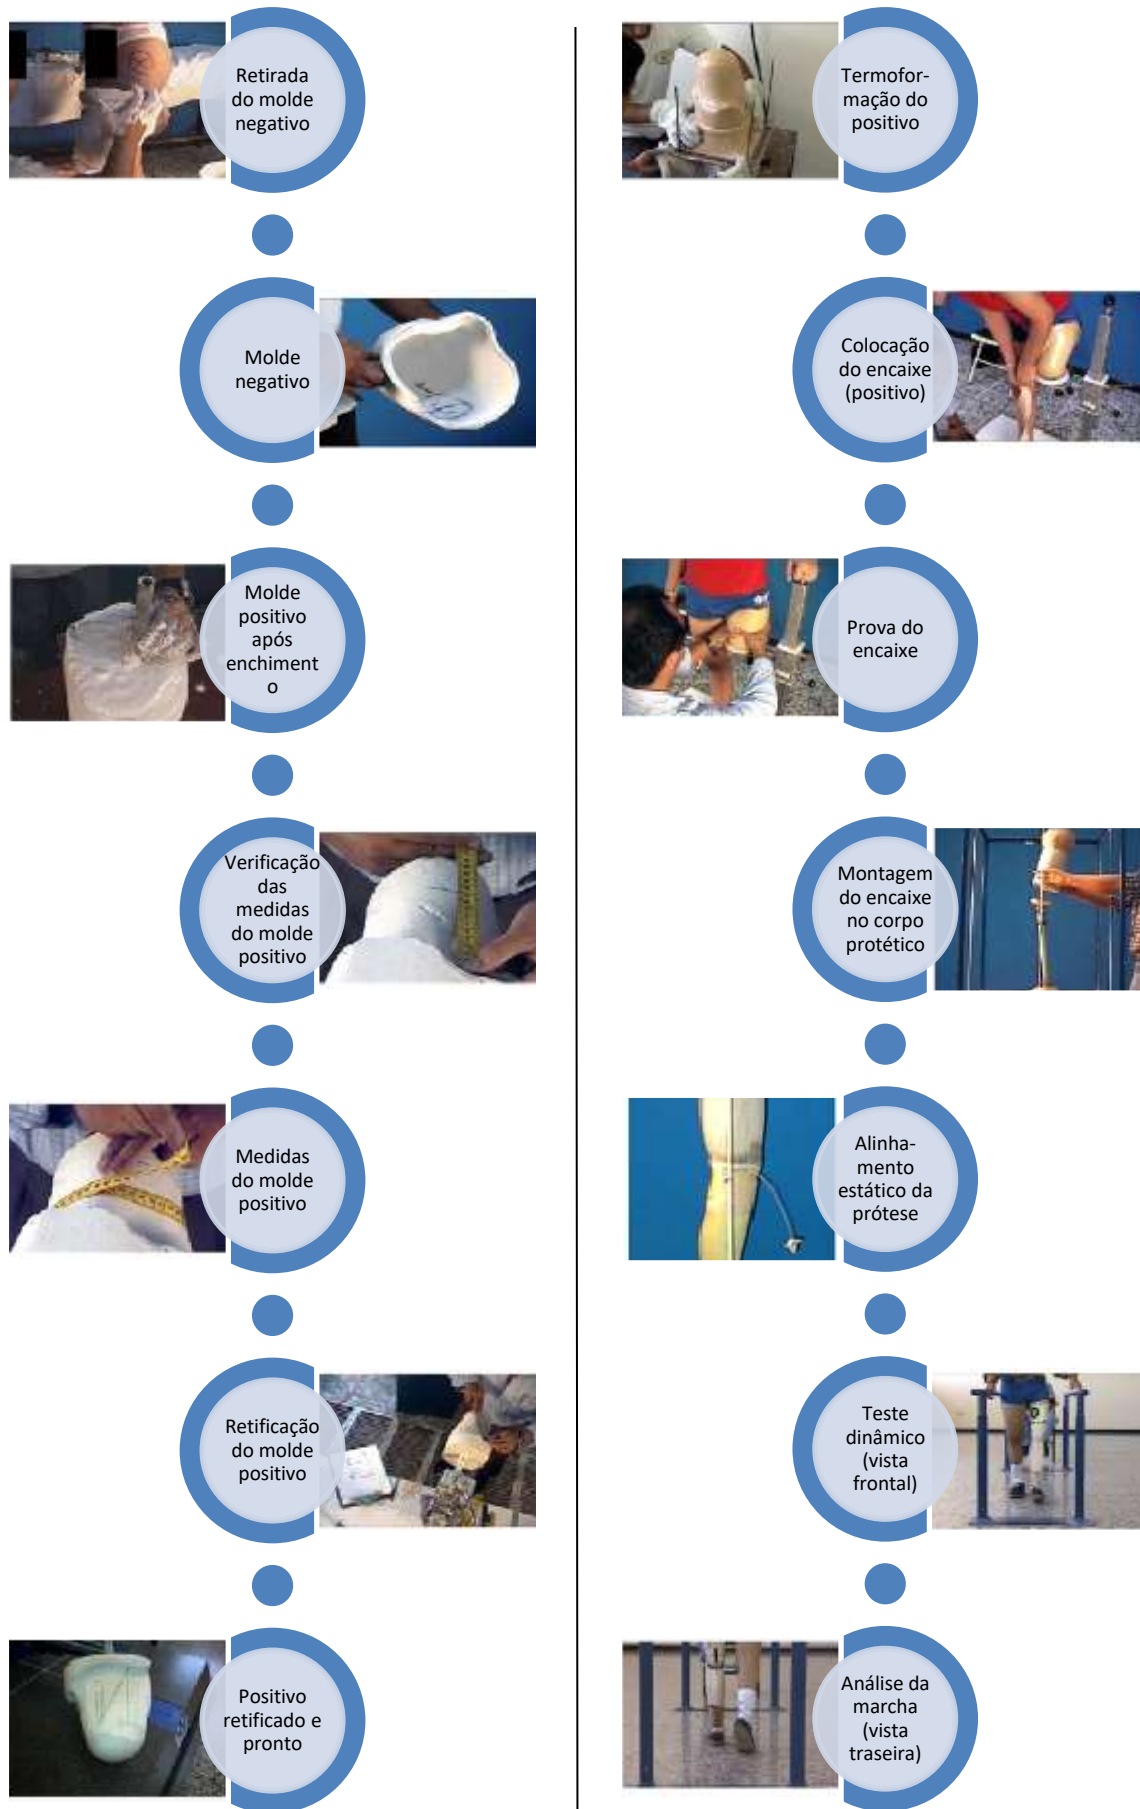 Retirada
do molde
negativo
Molde
negativo
Molde
positivo
após
enchiment
o
Verificação
das
medidas
do molde
positivo
Medidas
do molde
positivo
Retificação
do molde
positivo
Positivo
retificado e
pronto
Termofor-
mação do
positivo
Colocação
do encaixe
(positivo)
Prova do
encaixe
Montagem
do encaixe
no corpo
protético
Alinha-
mento
estático da
prótese
Teste
dinâmico
(vista
frontal)
Análise da
marcha
(vista
traseira)